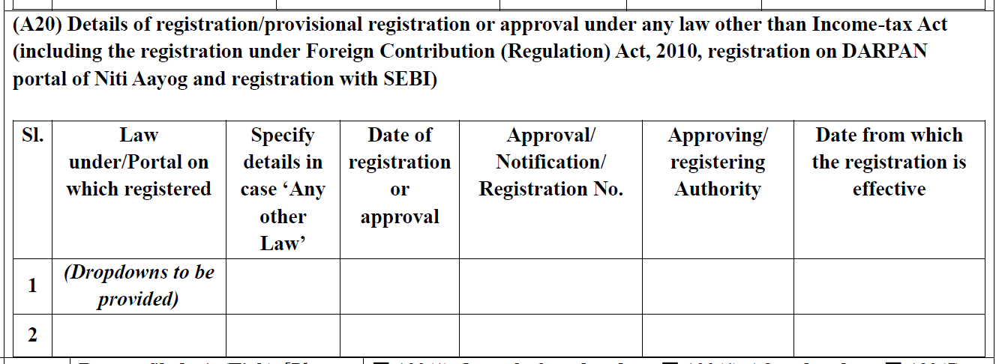 (A20) Details of registration/provisional registration or approval under any law other than Income-tax Act
(including the registration under Foreign Contribution (Regulation) Act, 2010, registration on DARPAN
portal of Niti Aayog and registration with SEBI)
Sl.
Law
under/Portal on
which registered
Specify
details in
case ‘Any
other
Law’
Date of
registration
or
approval
Approval/
Notification/
Registration No.
Approving/
registering
Authority
Date from which
the registration is
effective
1
(Dropdowns to be
provided)
2